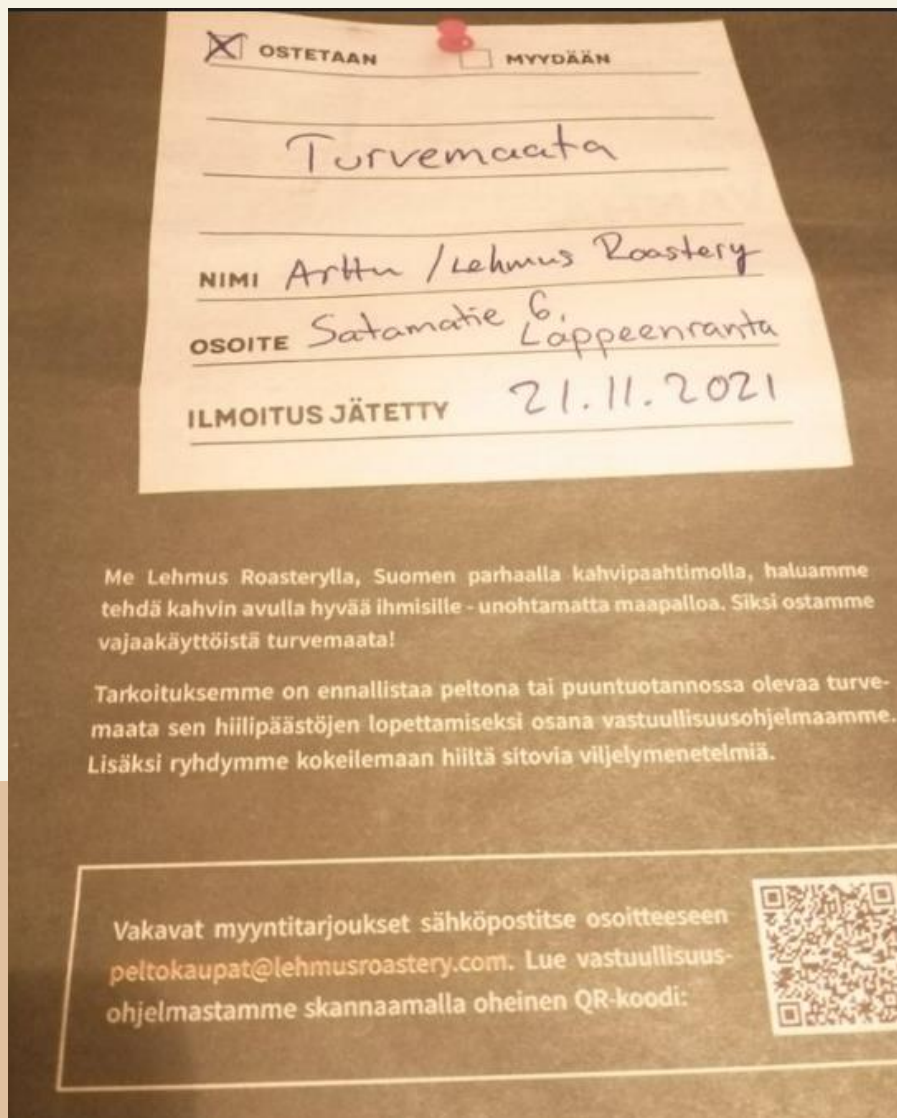 OSTETAAN MYYDÄÄN
Turvemaata
NIMI Arttu / Lehmus Roastery
OSOITE Satamatie 6,
Lappeenranta
ILMOITUS JÄTETTY 21.11.2021
Me Lehmus Roasterylla, Suomen parhaalla kahvipaahtimolla, haluamme
tehdä kahvin avulla hyvää ihmisille - unohtamatta maapalloa. Siksi ostamme
vajaakäyttöistä turvemaata!
Tarkoituksemme on ennallistaa peltona tai puuntuotannossa olevaa turve-
maata sen hiilipäästöjen lopettamiseksi osana vastuullisuusohjelmaamme.
Lisäksi ryhdymme kokeilemaan hiiltä sitovia viljelymenetelmiä.
Vakavat myyntitarjoukset sähköpostitse osoitteeseen
peltokaupat@lehmusroastery.com. Lue vastuullisuus-
ohjelmastamme skannaamalla oheinen QR-koodi: